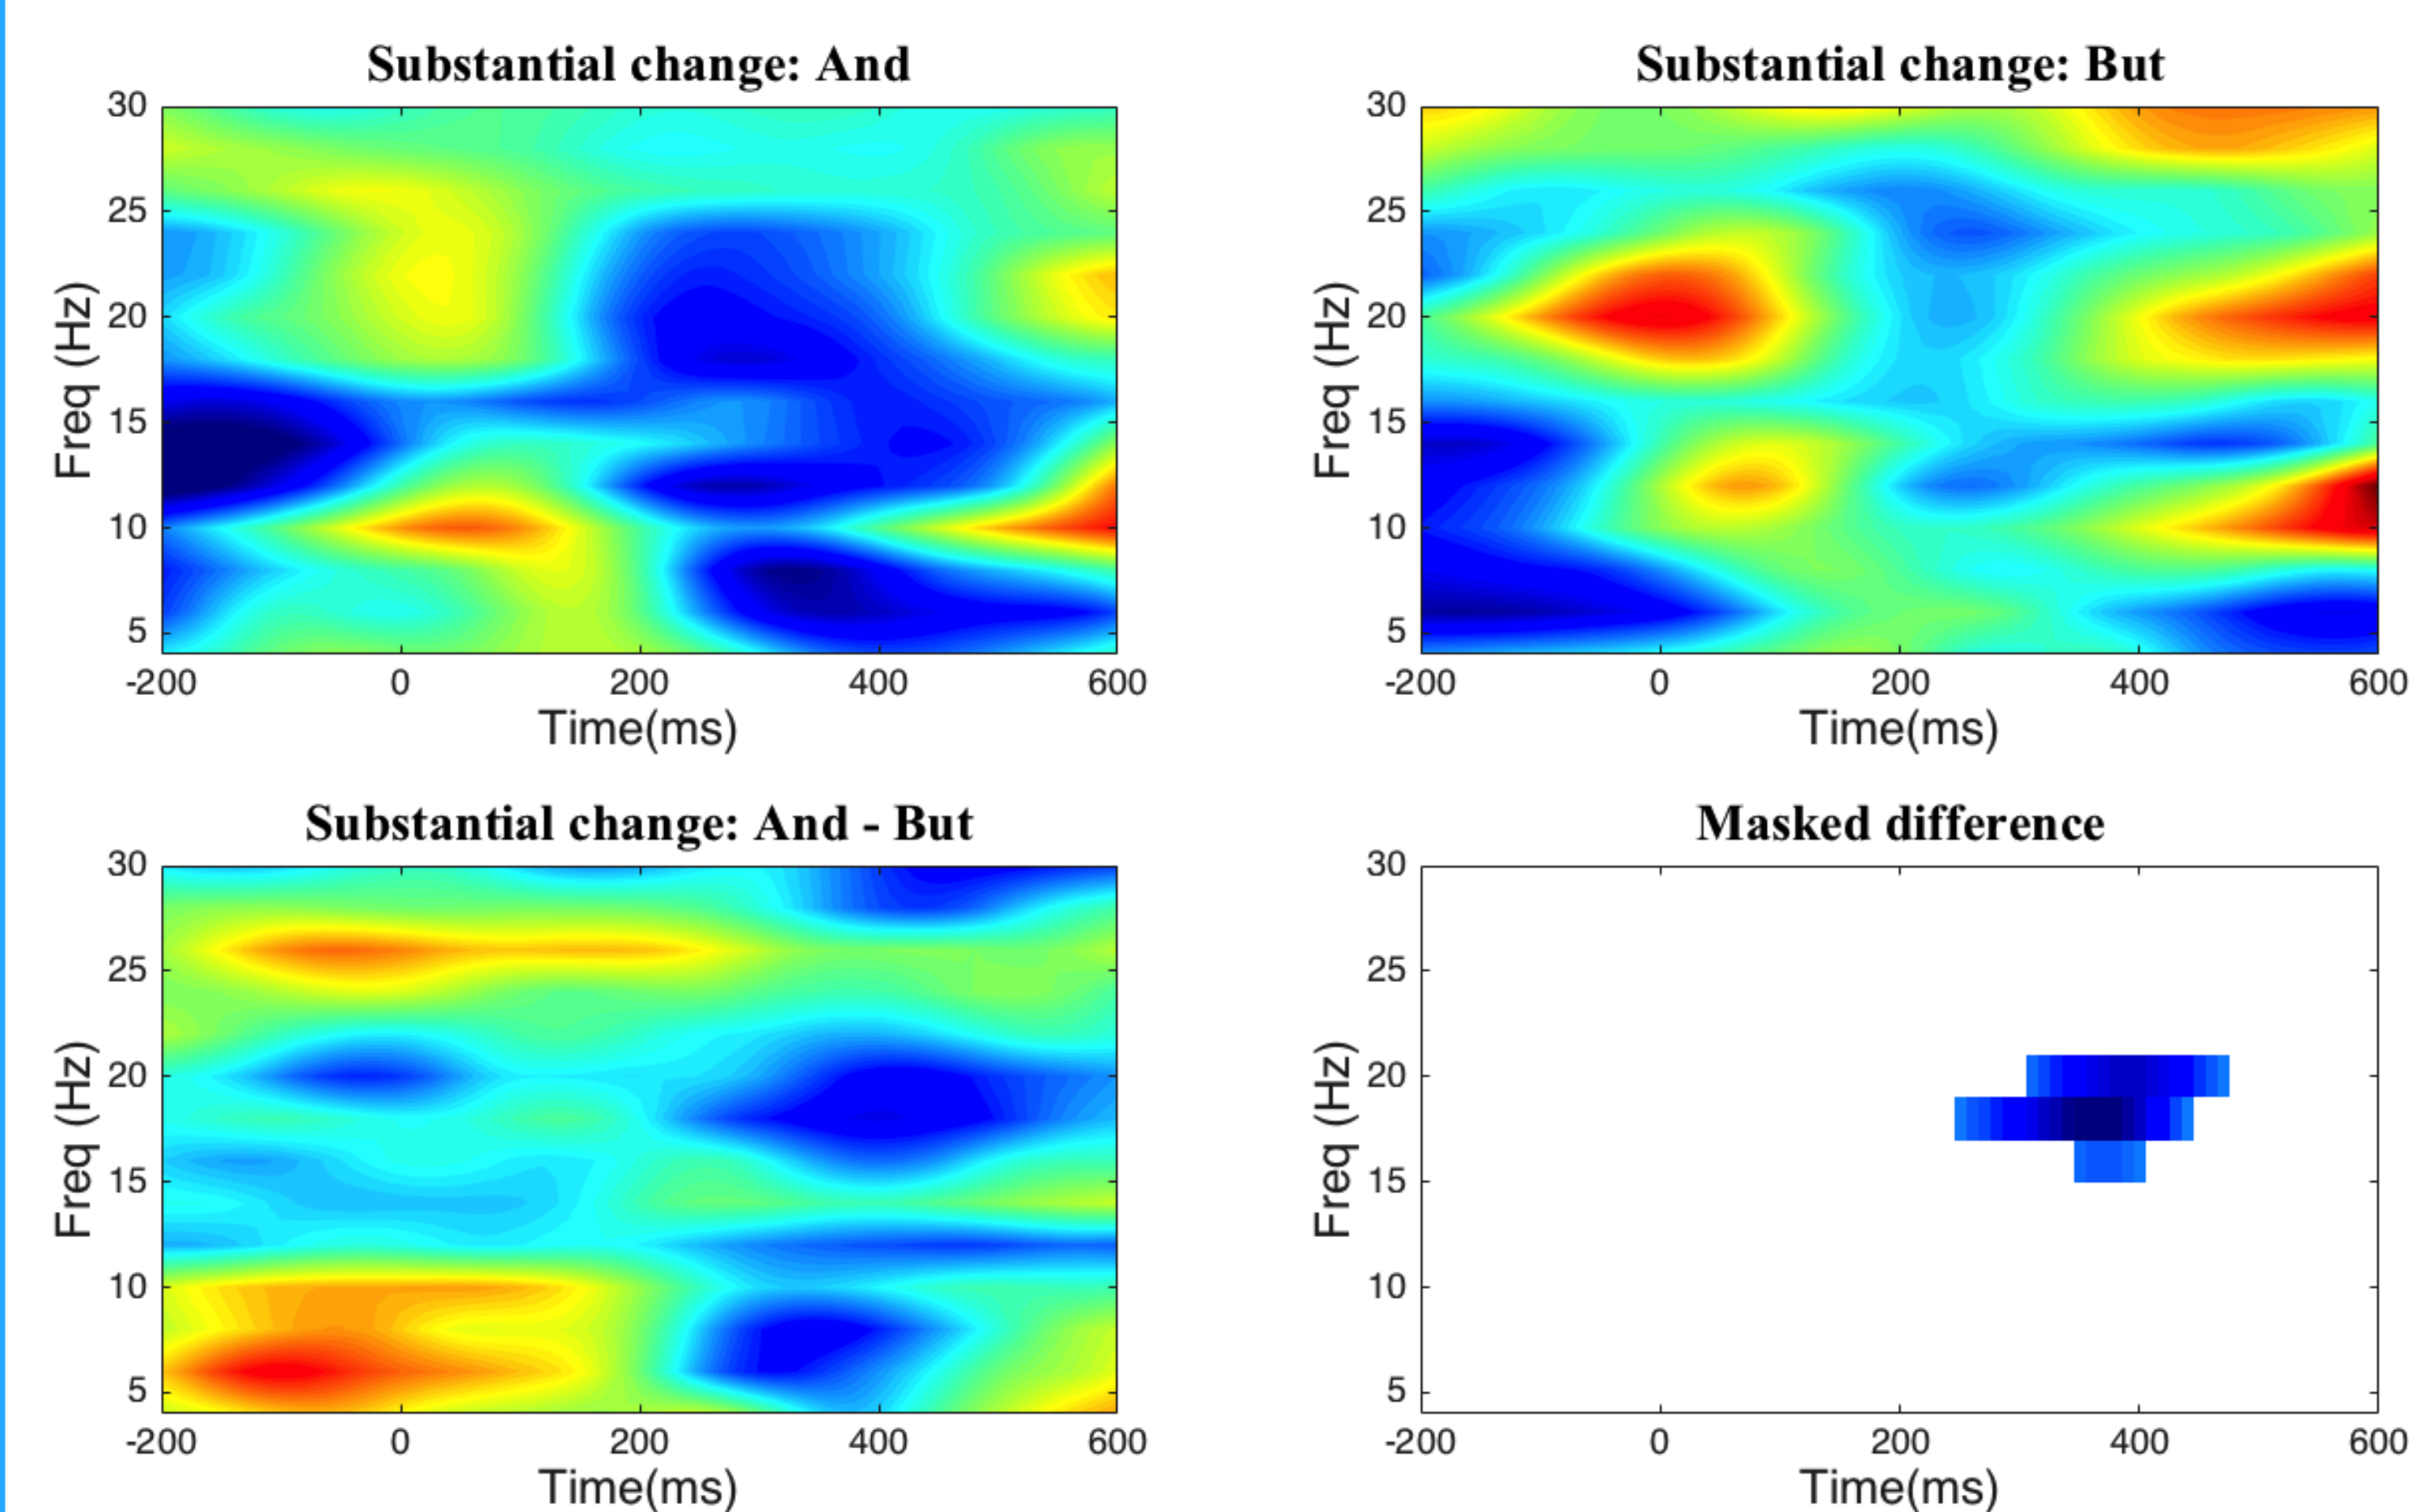 Substantial change: And
30
25
20
15
10
5
Freq (Hz)
-200 0 200 400 600
Time(ms)
Substantial change: But
30
25
20
15
10
5
Freq (Hz)
-200 0 200 400 600
Time(ms)
Substantial change: And - But
30
25
20
15
10
5
Freq (Hz)
-200 0 200 400 600
Time(ms)
Masked difference
30
25
20
15
10
5
Freq (Hz)
-200 0 200 400 600
Time(ms)